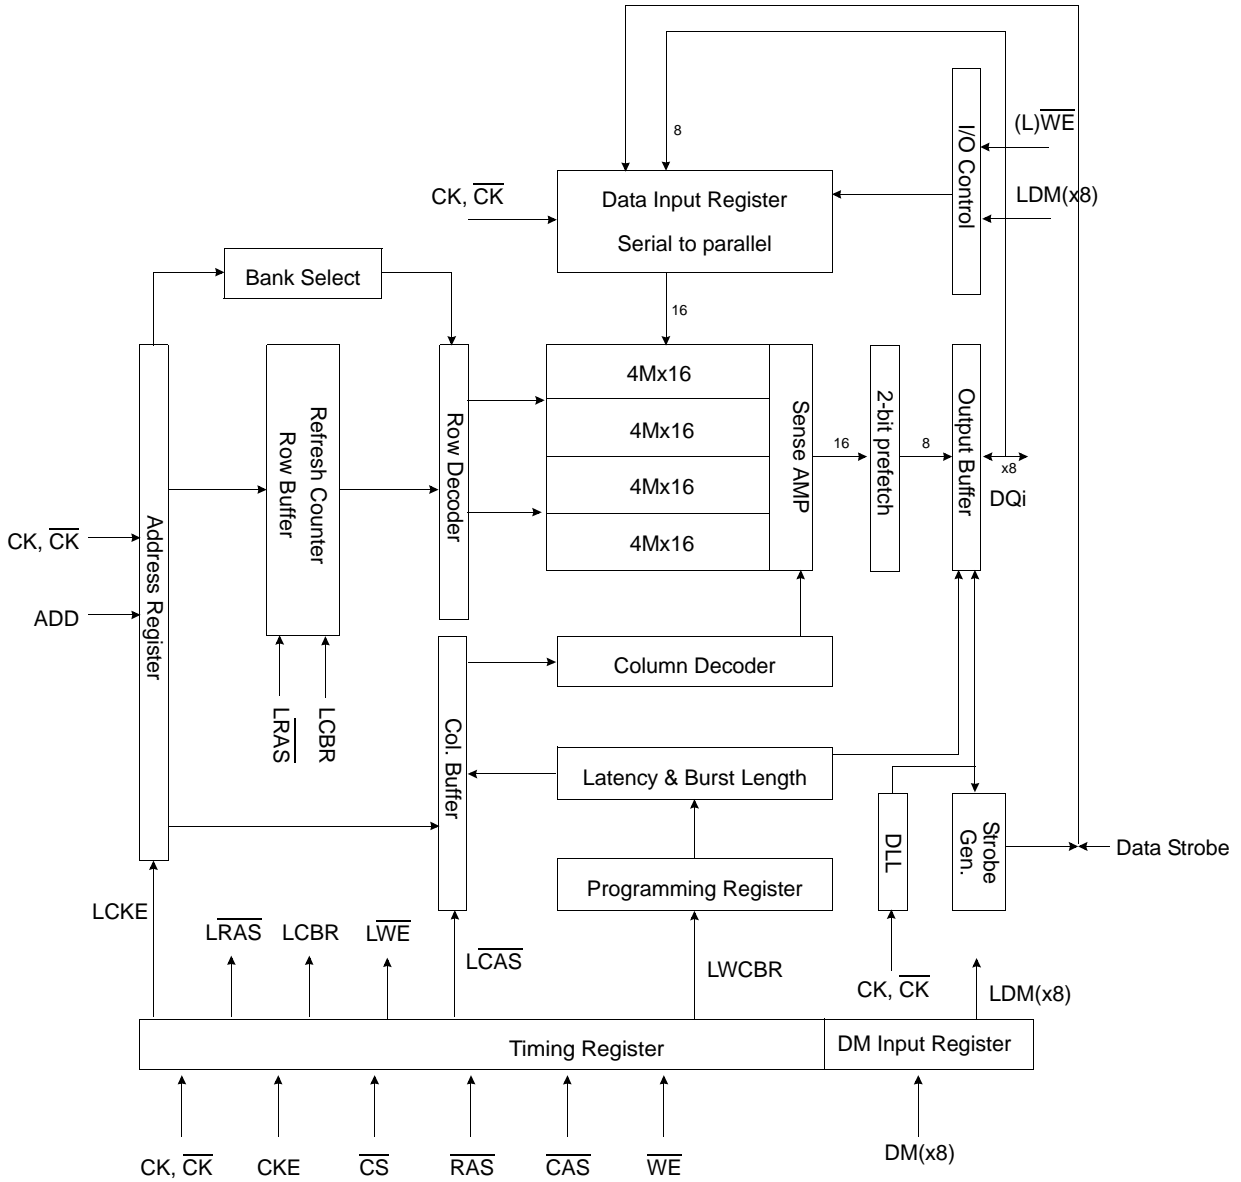 8
I/O Control
(L)WE
LDM(x8)
CK, CK
Data Input Register
Serial to parallel
Bank Select
16
Address Register
Refresh Counter
Row Buffer
Row Decoder
4Mx16
4Mx16
4Mx16
4Mx16
Sense AMP
16
2-bit prefetch
8
Output Buffer
x8
DQi
CK, CK
ADD
LRAS
LCBR
Col. Buffer
Column Decoder
Latency & Burst Length
Programming Register
DLL
Strobe
Gen.
Data Strobe
LCKE
LRAS
LCBR
LWE
LCAS
LWCBR
CK, CK
LDM(x8)
Timing Register
DM Input Register
CK, CK
CKE
CS
RAS
CAS
WE
DM(x8)